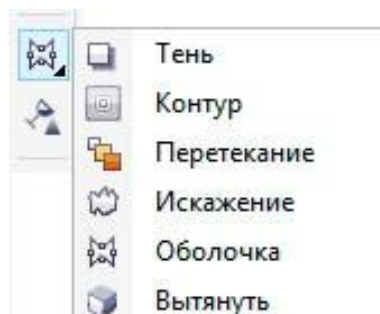 Тень
Контур
Перетекание
Искажение
Оболочка
Вытянуть